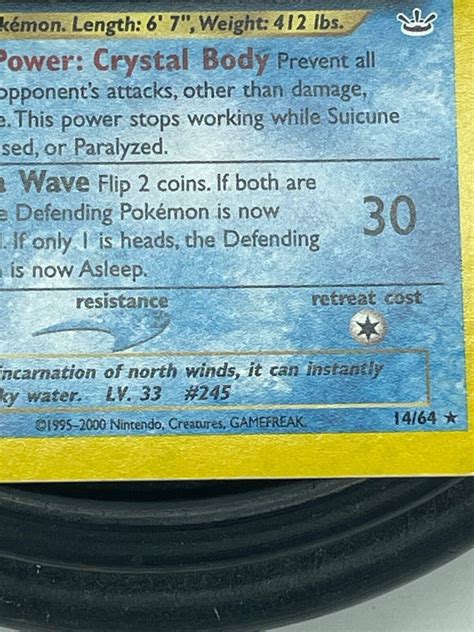 kémon. Length: 6' 7", Weight: 412 lbs.
Power: Crystal Body Prevent all
opponent's attacks, other than damage,
e. This power stops working while Suicune
sed, or Paralyzed.
a Wave Flip 2 coins. If both are
e Defending Pokémon is now
. If only 1 is heads, the Defending
is now Asleep.
30
resistance
retreat cost
incarnation of north winds, it can instantly
ky water. LV. 33 #245
©1995-2000 Nintendo, Creatures, GAMEFREAK.
14/64 ★